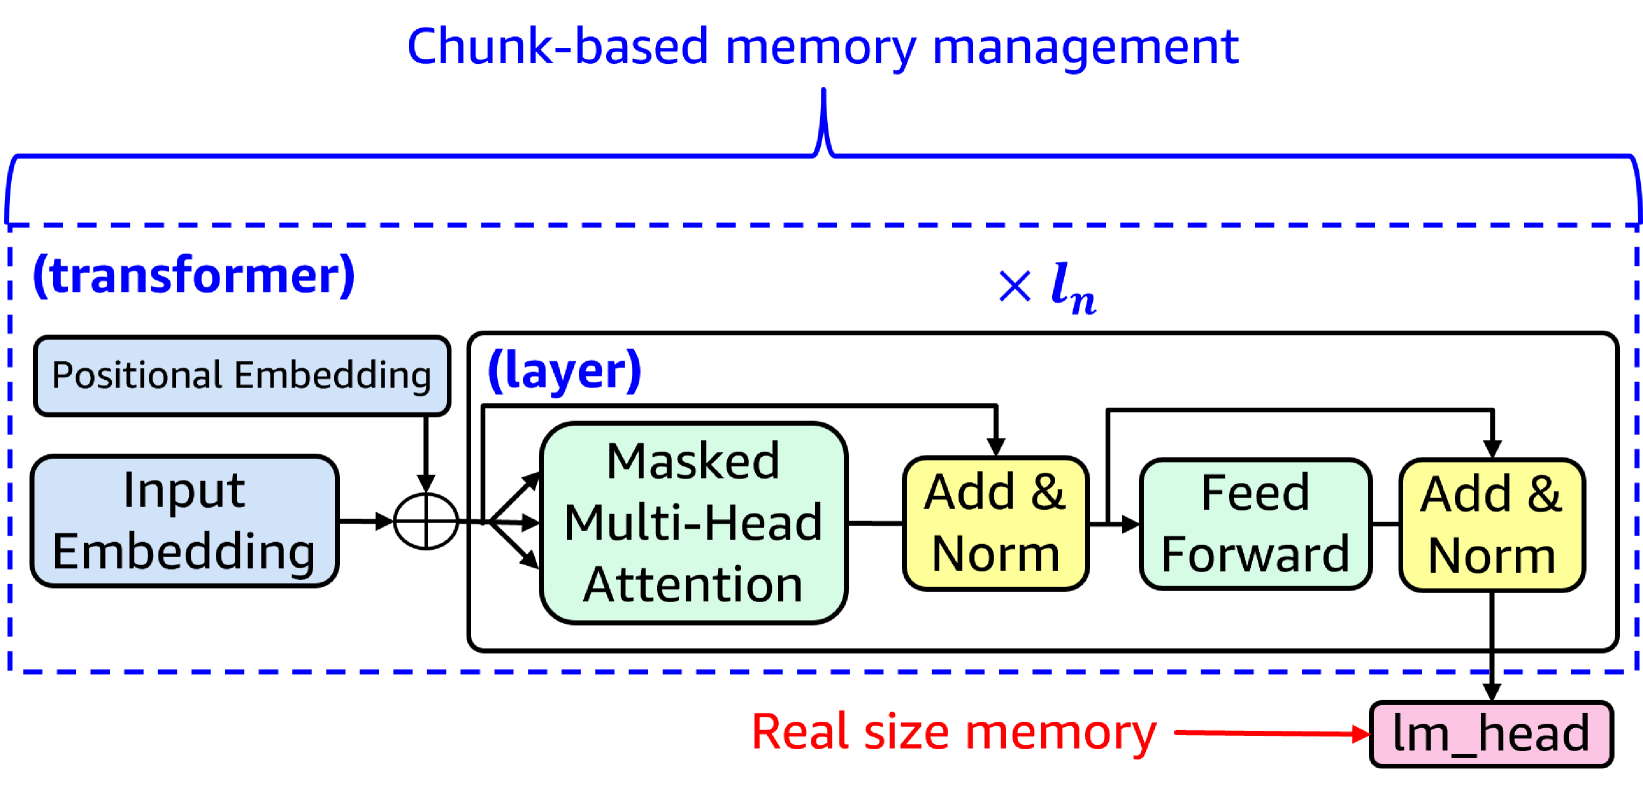 Chunk-based memory management
(transformer)
× lₙ
Positional Embedding
(layer)
Input
Embedding
Masked
Multi-Head
Attention
Add &
Norm
Feed
Forward
Add &
Norm
Real size memory
lm_head